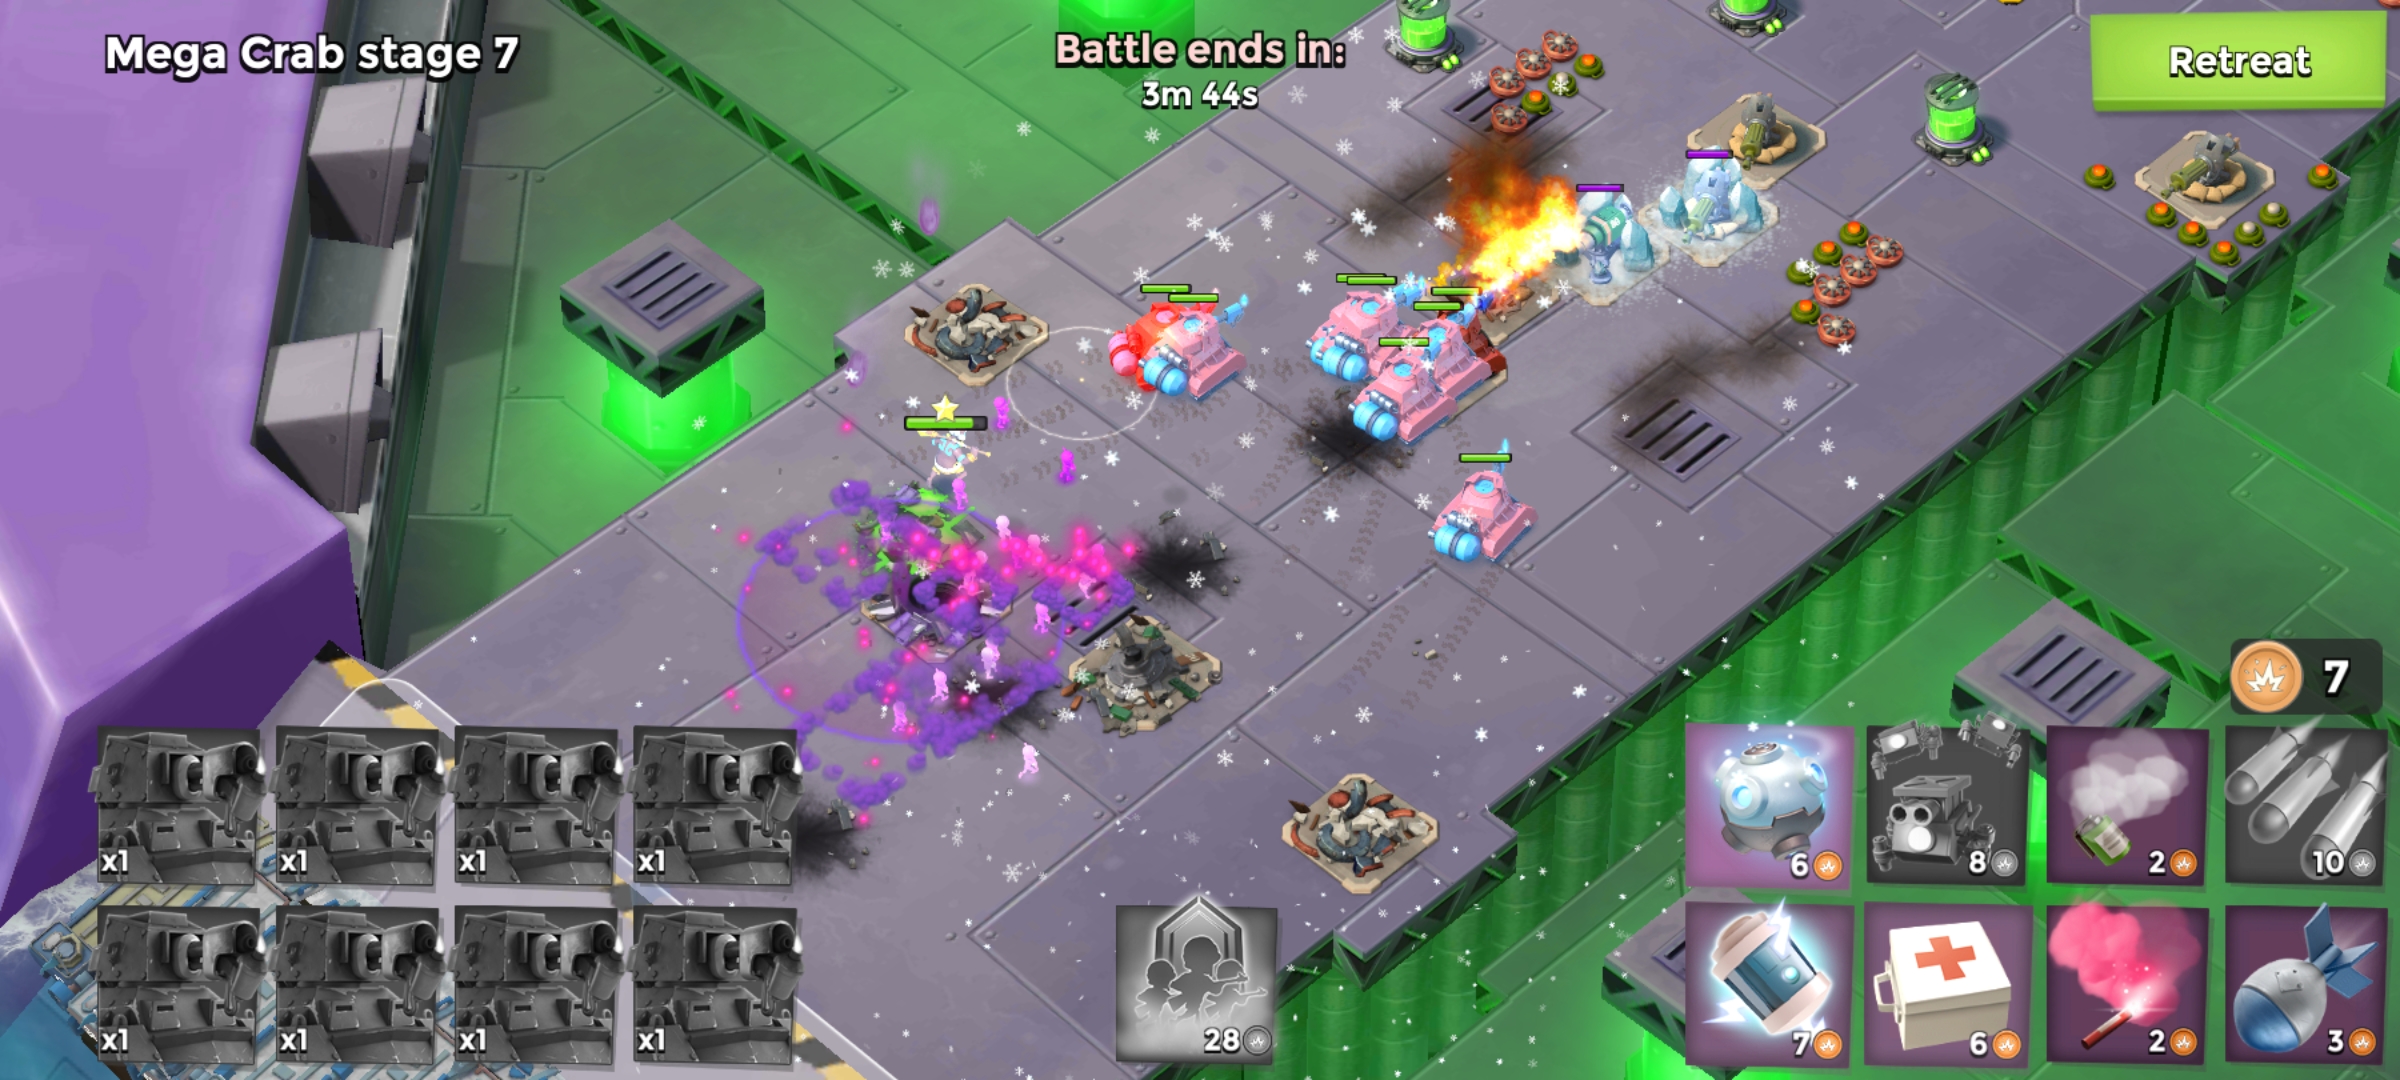 Mega Crab stage 7
Battle ends in:
3m 44s
Retreat
7
x1 x1 x1 x1
6 8 2 10
x1 x1 x1 x1
28
7 6 2 3